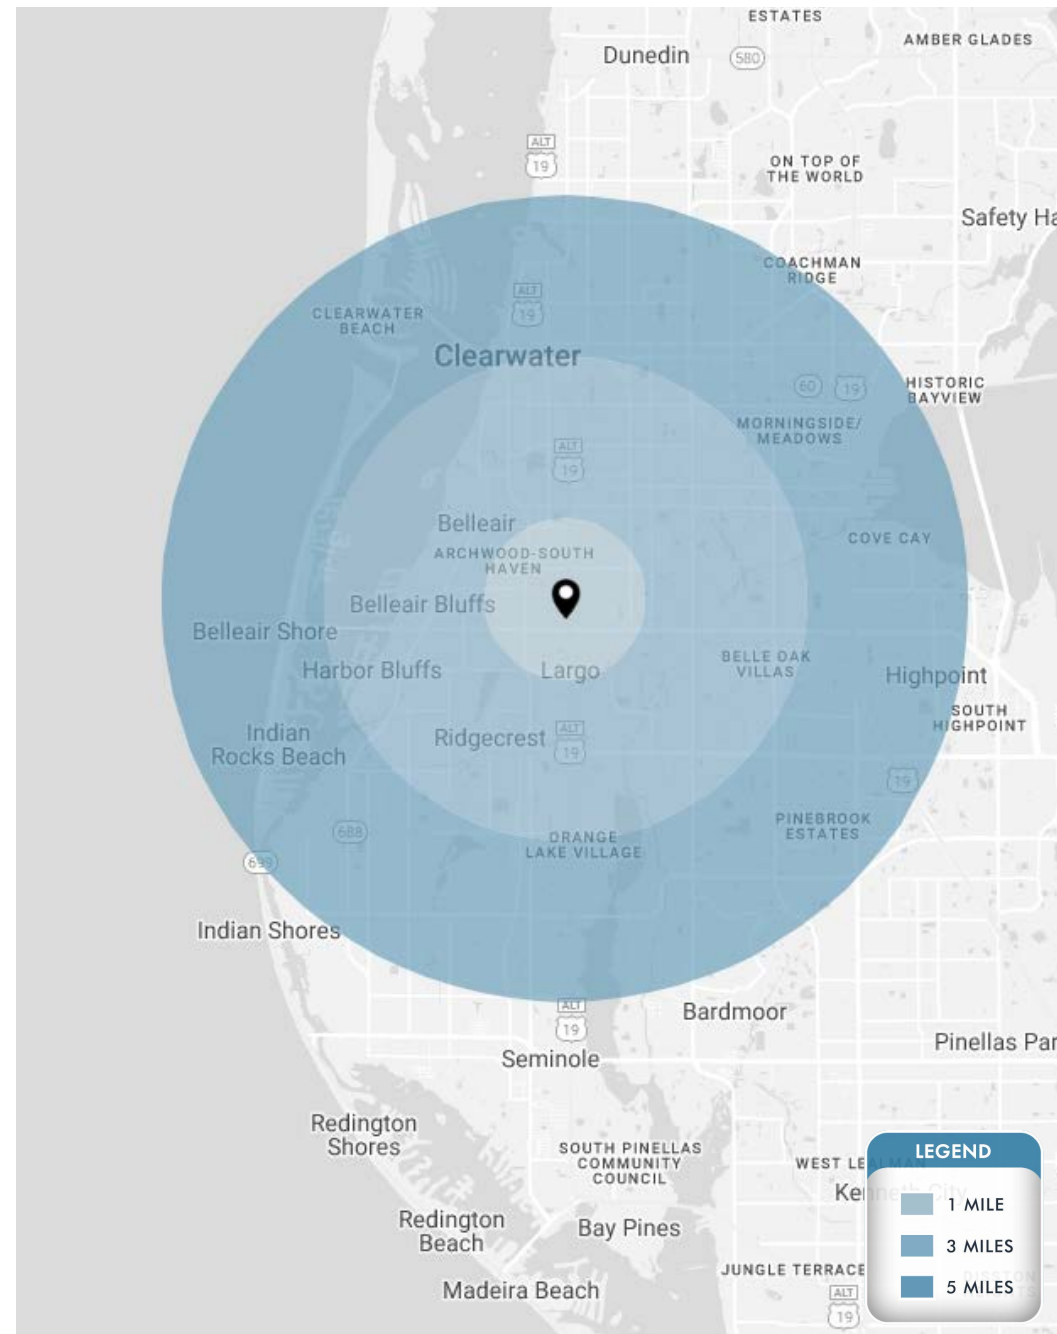 ESTATES
AMBER GLADES
Dunedin
580
ALT
19
ON TOP OF
THE WORLD
Safety Ha
COACHMAN
RIDGE
ALT
19
CLEARWATER
BEACH
Clearwater
60
19
HISTORIC
BAYVIEW
MORNINGSIDE/
MEADOWS
ALT
19
Belleair
COVE CAY
ARCHWOOD-SOUTH
HAVEN
Belleair Bluffs
Belleair Shore
Harbor Bluffs
Largo
BELLE OAK
VILLAS
Highpoint
SOUTH
HIGHPOINT
Indian
Rocks Beach
Ridgecrest
ALT
19
19
688
PINEBROOK
ESTATES
ORANGE
LAKE VILLAGE
699
Indian Shores
ALT
19
Bardmoor
Seminole
Pinellas Par
Redington
Shores
SOUTH PINELLAS
COMMUNITY
COUNCIL
WEST LEALMAN
Kenneth City
Redington
Beach
Bay Pines
JUNGLE TERRACE
Madeira Beach
ALT
19
LEGEND
1 MILE
3 MILES
5 MILES